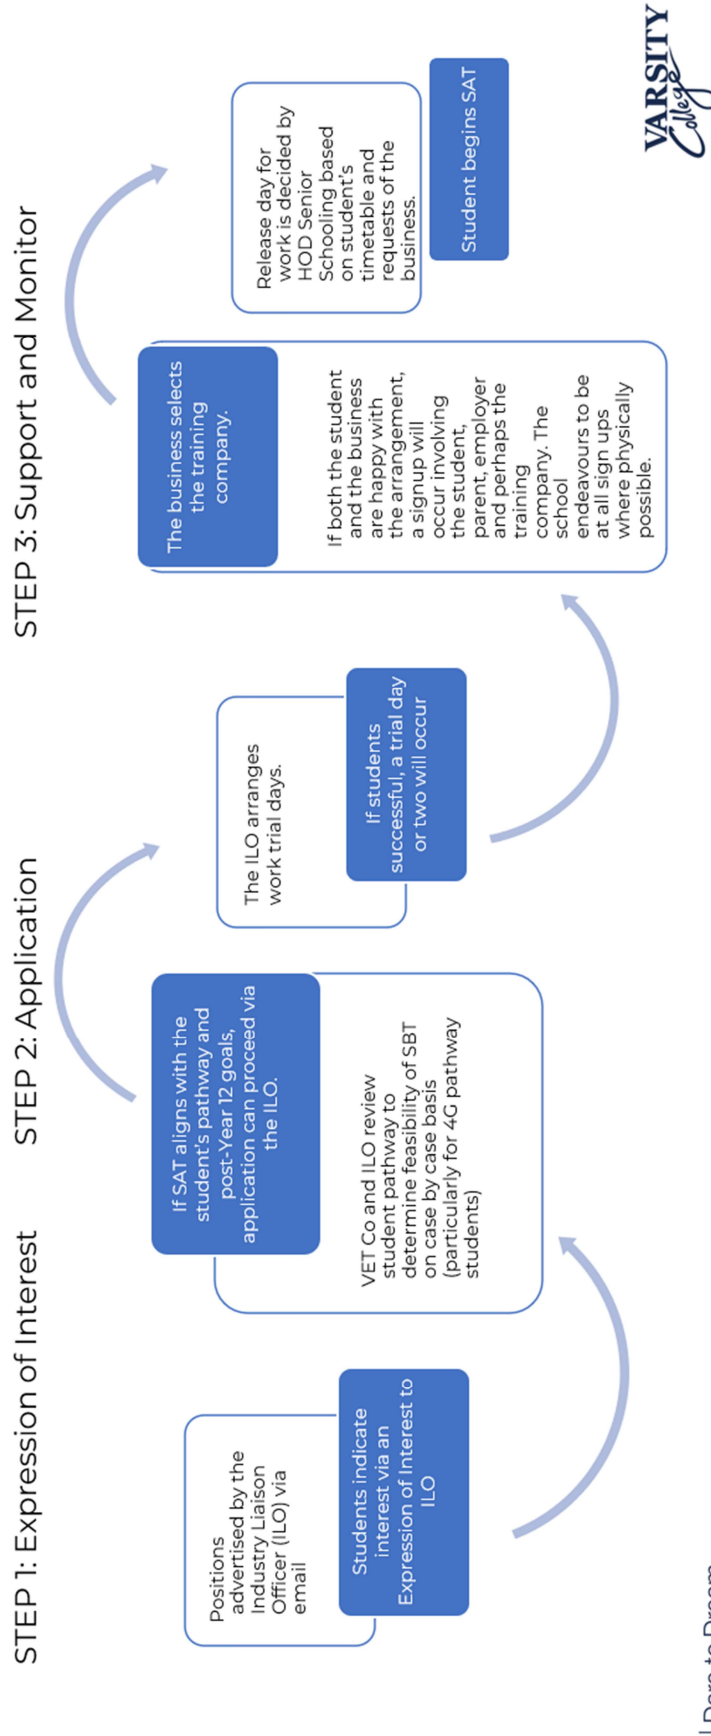 STEP 1: Expression of Interest
STEP 2: Application
STEP 3: Support and Monitor
Positions
advertised by the
Industry Liaison
Officer (ILO) via
email
Students indicate
interest via an
Expression of Interest to
ILO
If SAT aligns with the
student's pathway and
post-Year 12 goals,
application can proceed via
the ILO.
VET Co and ILO review
student pathway to
determine feasibility of SBT
on case by case basis
(particularly for 4G pathway
students)
The ILO arranges
work trial days.
If students
successful, a trial day
or two will occur
The business selects
the training
company.
If both the student
and the business
are happy with
the arrangement,
a signup will
occur involving
the student,
parent, employer
and perhaps the
training
company. The
school
endeavours to be
at all sign ups
where physically
possible.
Release day for
work is decided by
HOD Senior
Schooling based
on student's
timetable and
requests of the
business.
Student begins SAT
VARSITY
College
Dare to Dream